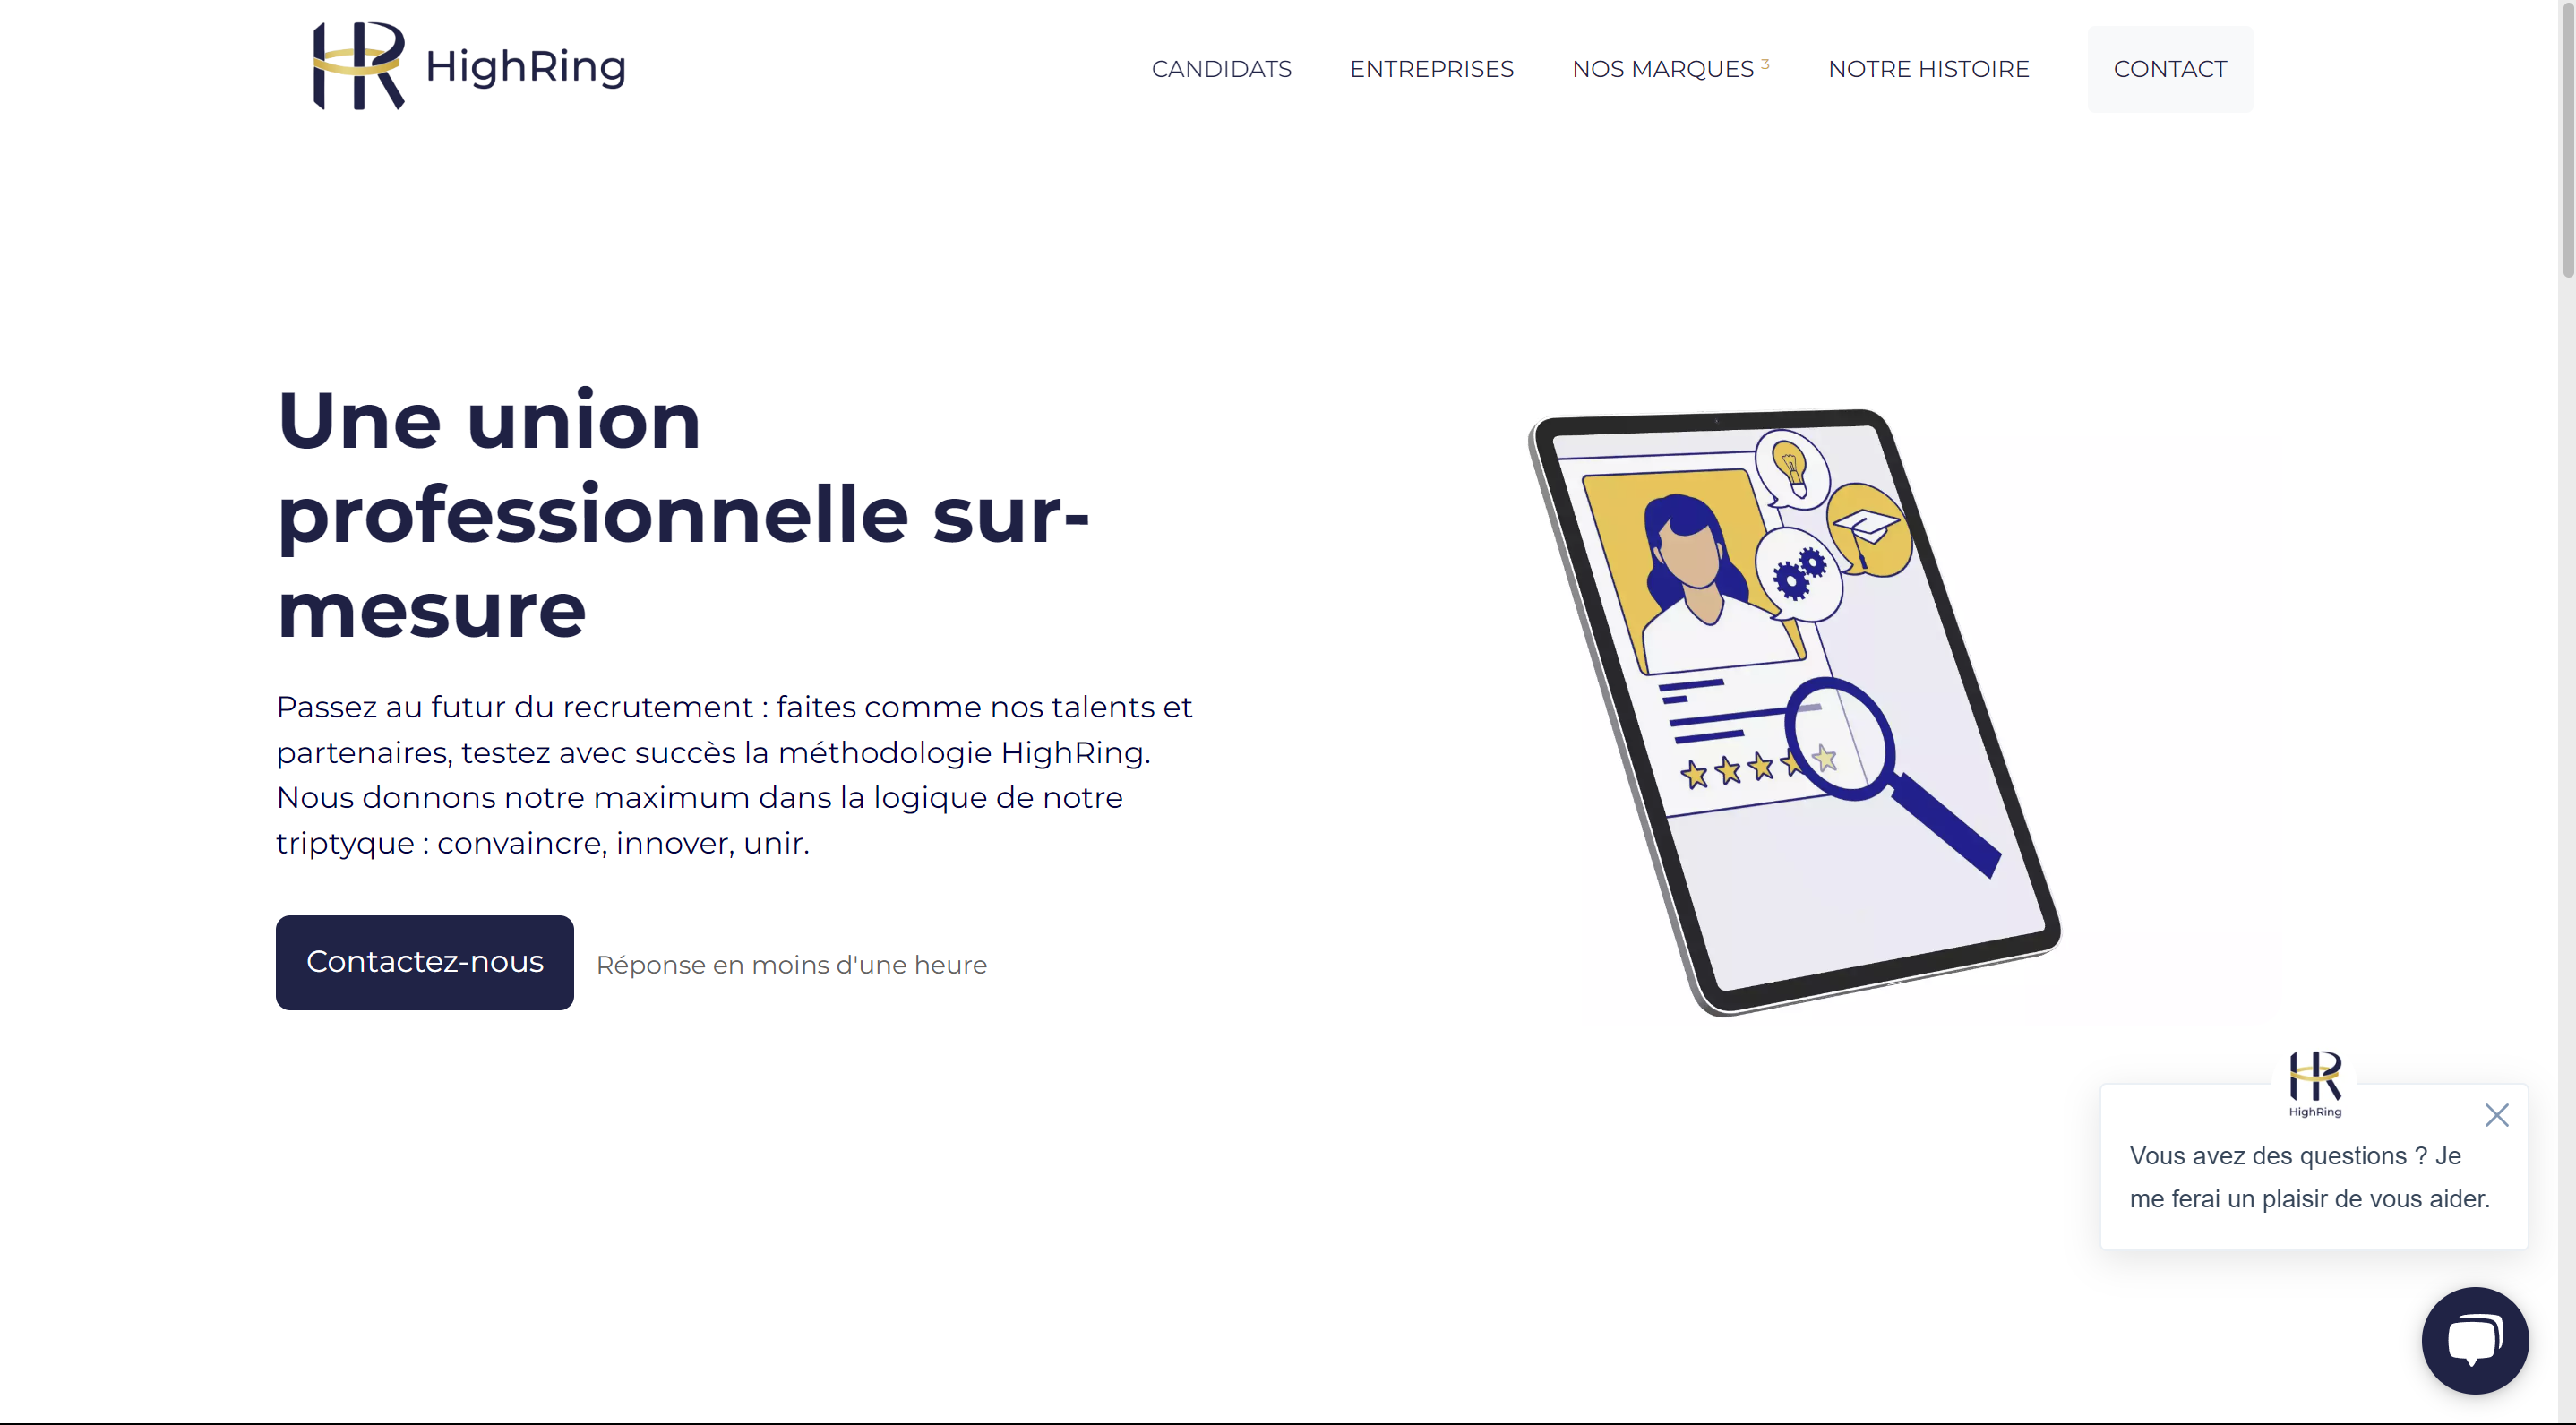 HighRing
CANDIDATS
ENTREPRISES
NOS MARQUES 3
NOTRE HISTOIRE
CONTACT
Une union
professionnelle sur-
mesure
Passez au futur du recrutement : faites comme nos talents et
partenaires, testez avec succès la méthodologie HighRing.
Nous donnons notre maximum dans la logique de notre
triptyque : convaincre, innover, unir.
Contactez-nous
Réponse en moins d'une heure
HighRing
Vous avez des questions ? Je
me ferai un plaisir de vous aider.